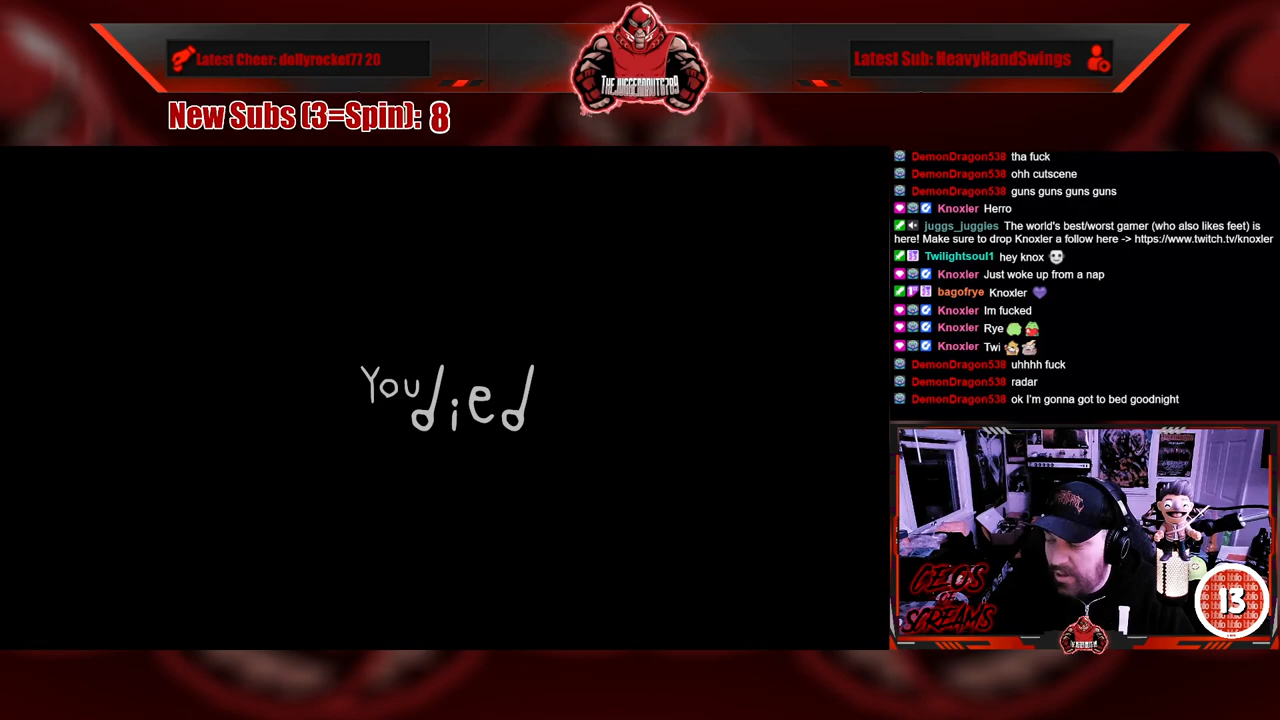 Latest Cheer: dollyrocket77 20
THEJUGGERNAUT6789
Latest Sub: HeavyHandSwings
New Subs (3=Spin): 8
DemonDragon538 tha fuck
DemonDragon538 ohh cutscene
DemonDragon538 guns guns guns guns
Knoxler Herro
juggs_juggles The world's best/worst gamer (who also likes feet) is
here! Make sure to drop Knoxler a follow here -> https://www.twitch.tv/knoxler
Twilightsoul1 hey knox
Knoxler Just woke up from a nap
bagofrye Knoxler
Knoxler Im fucked
Knoxler Rye
Knoxler Twi
DemonDragon538 uhhhh fuck
DemonDragon538 radar
DemonDragon538 ok I'm gonna got to bed goodnight
You died
CEO'S
OF
SCREAMS
13